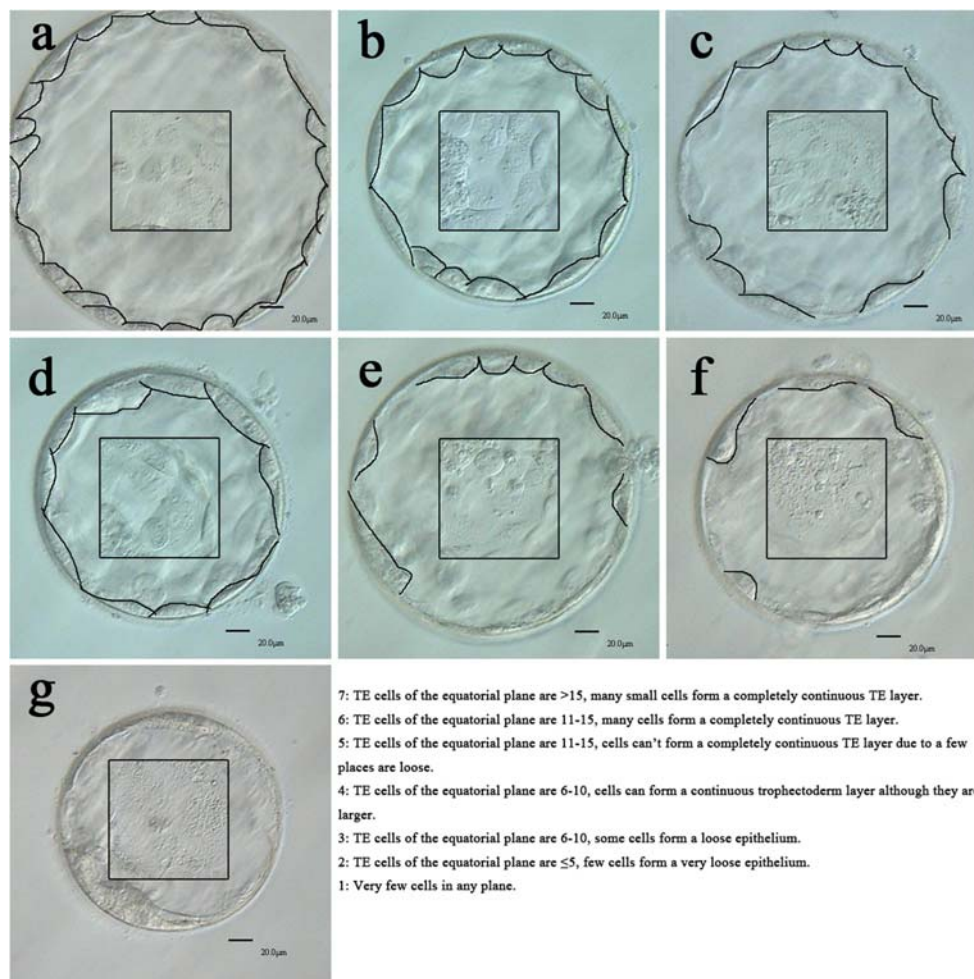 a
b
c
20.0μm
20.0μm
20.0μm
d
e
f
20.0μm
20.0μm
20.0μm
g
20.0μm
7: TE cells of the equatorial plane are >15, many small cells form a completely continuous TE layer.
6: TE cells of the equatorial plane are 11-15, many cells form a completely continuous TE layer.
5: TE cells of the equatorial plane are 11-15, cells can't form a completely continuous TE layer due to a few
places are loose.
4: TE cells of the equatorial plane are 6-10, cells can form a continuous trophectoderm layer although they are
larger.
3: TE cells of the equatorial plane are 6-10, some cells form a loose epithelium.
2: TE cells of the equatorial plane are ≤5, few cells form a very loose epithelium.
1: Very few cells in any plane.